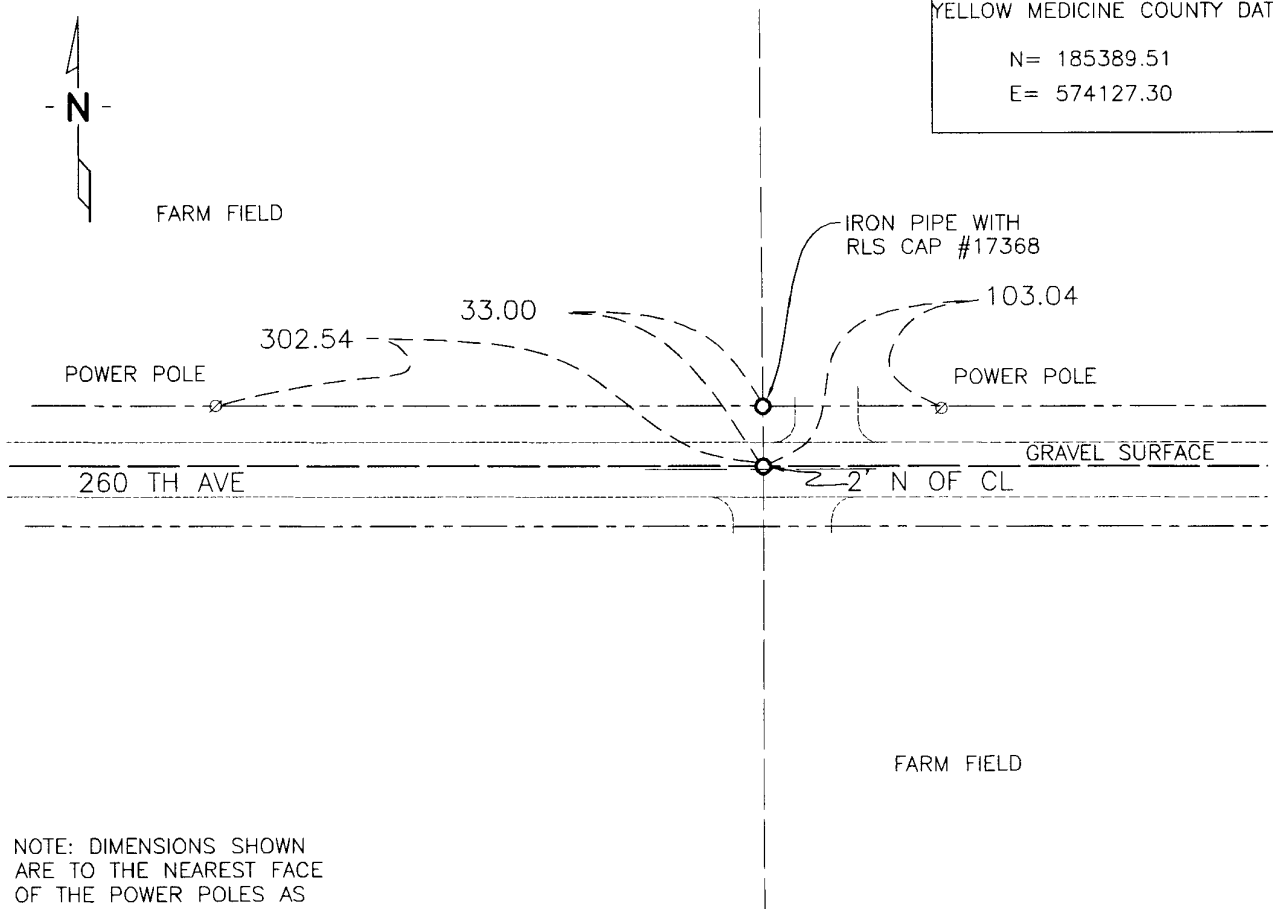 YELLOW MEDICINE COUNTY DAT
N= 185389.51
E= 574127.30
- N -
FARM FIELD
IRON PIPE WITH
RLS CAP #17368
33.00
103.04
302.54
POWER POLE
POWER POLE
GRAVEL SURFACE
260 TH AVE
2' N OF CL
FARM FIELD
NOTE: DIMENSIONS SHOWN
ARE TO THE NEAREST FACE
OF THE POWER POLES AS